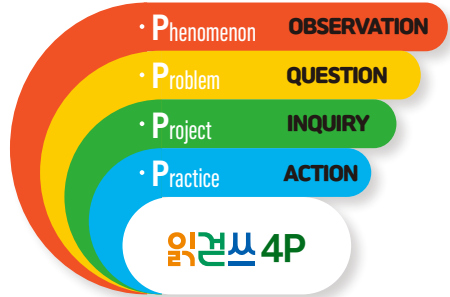 · Phenomenon OBSERVATION
· Problem QUESTION
· Project INQUIRY
· Practice ACTION
읽걷쓰 4P